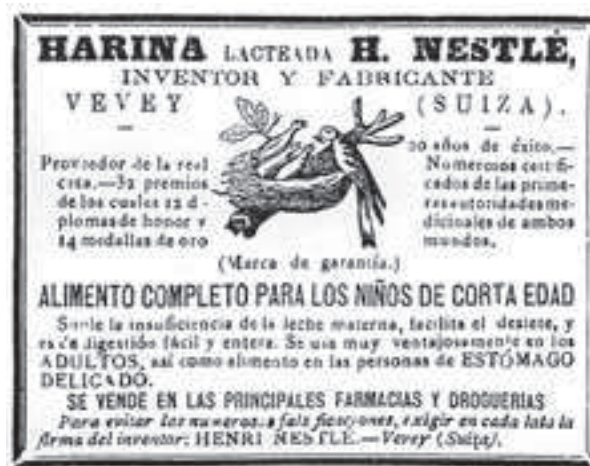 HARINA LACTEADA H. NESTLÉ,
INVENTOR Y FABRICANTE
VEVEY (SUIZA).
Proveedor de la real
casa.—32 premios
de los cuales 12 di-
plomas de honor y
14 medallas de oro
20 años de éxito.—
Numerosos certifi-
cados de las prime-
ras autoridades me-
dicinales de ambos
mundos.
(Marca de garantía.)
ALIMENTO COMPLETO PARA LOS NIÑOS DE CORTA EDAD
Suple la insuficiencia de la leche materna, facilita el destete, y
es de digestión fácil y entera. Se usa muy ventajosamente en los
ADULTOS, así como alimento en las personas de ESTÓMAGO
DELICADO.
SE VENDE EN LAS PRINCIPALES FARMACIAS Y DROGUERIAS
Para evitar las numerosas falsificaciones, exigir en cada lata la
firma del inventor: HENRI NESTLÉ.—Vevey (Suiza).